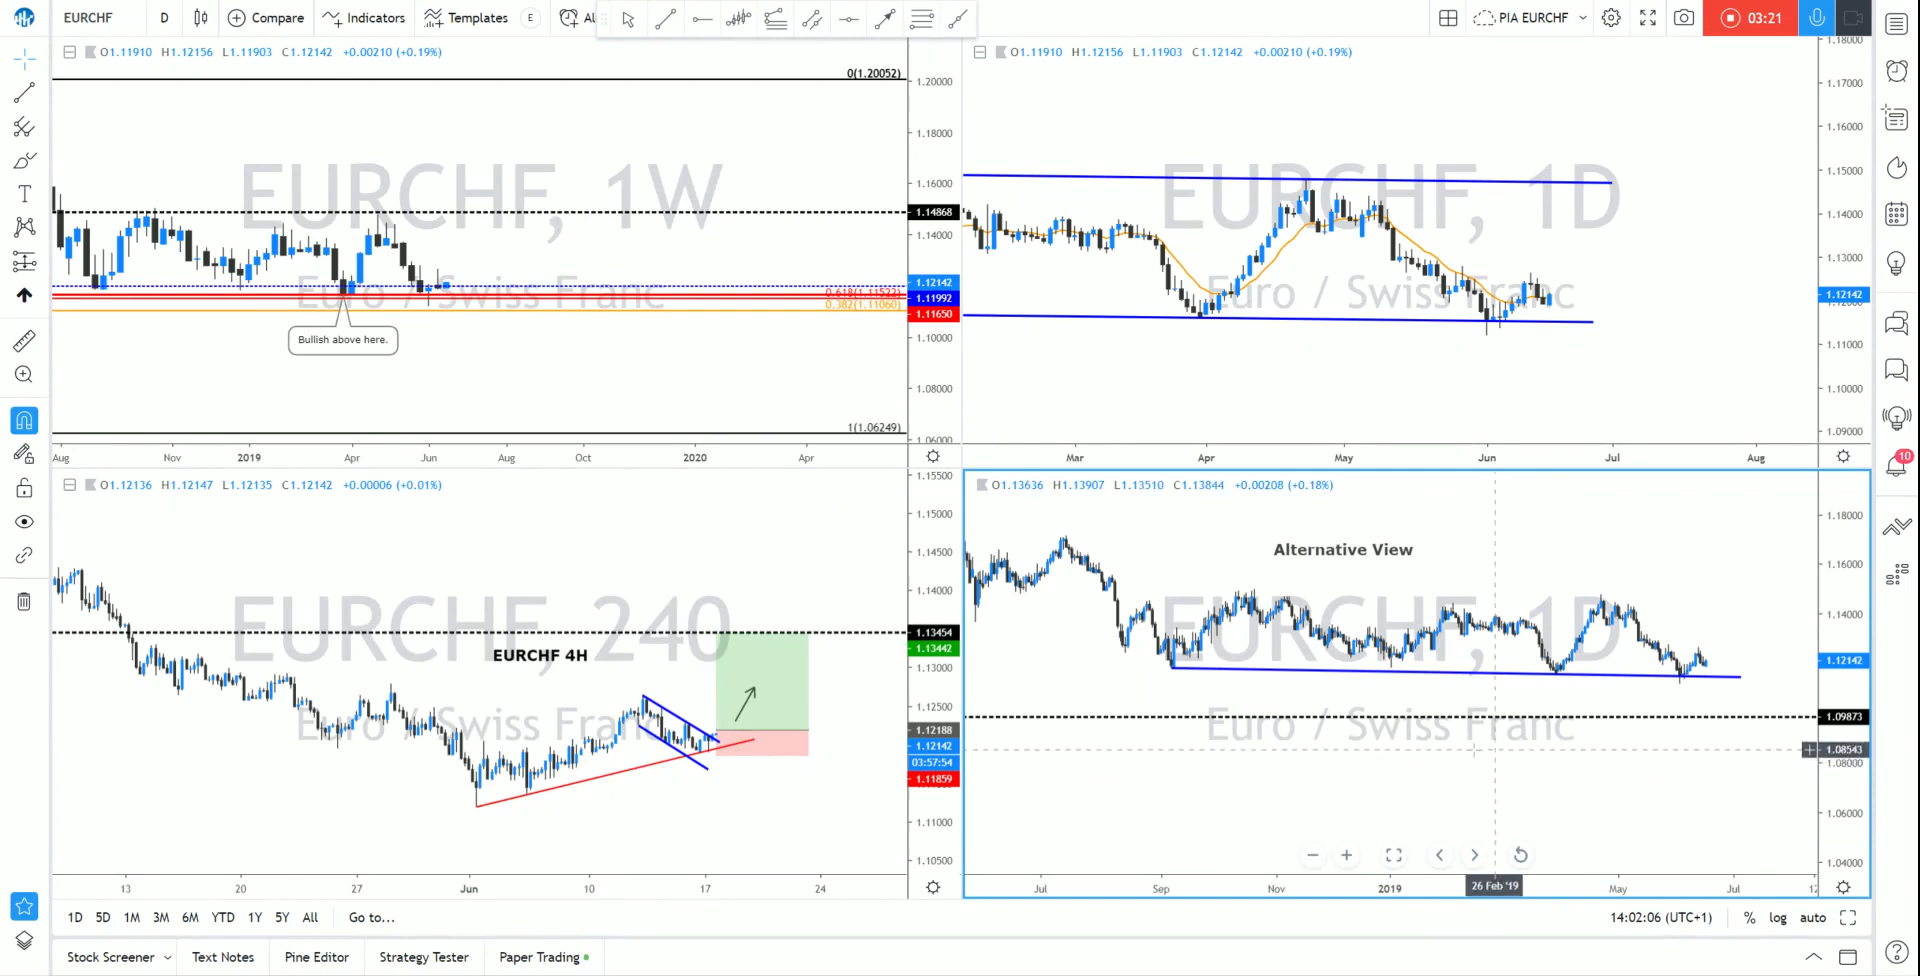 EURCHF D Compare Indicators Templates E Al PIA EURCHF 03:21
O1.11910 H1.12156 L1.11903 C1.12142 +0.00210 (+0.19%)
0(1.20052)
1.20000
1.18000
1.16000
1.14868
1.14000
1.12142
1.11992
1.11650
1.10000
1.08000
1.06000
EURCHF, 1W
Euro / Swiss Franc
0.618(1.11522)
0.382(1.11060)
Bullish above here.
1(1.06249)
Aug Nov 2019 Apr Jun Aug Oct 2020 Apr
O1.11910 H1.12156 L1.11903 C1.12142 +0.00210 (+0.19%)
EURCHF, 1D
Euro / Swiss Franc
1.18000
1.17000
1.15000
1.14000
1.13000
1.12142
1.12000
1.11000
1.10000
1.09000
Mar Apr May Jun Jul Aug
O1.12136 H1.12147 L1.12135 C1.12142 +0.00006 (+0.01%)
EURCHF, 240
Euro / Swiss Franc
EURCHF 4H
1.15500
1.15000
1.14500
1.14000
1.13454
1.13442
1.13000
1.12500
1.12188
1.12142
03:57:54
1.11859
1.11000
1.10500
13 20 27 Jun 10 17 24
O1.13636 H1.13907 L1.13510 C1.13844 +0.00208 (+0.18%)
Alternative View
EURCHF, 1D
Euro / Swiss Franc
1.18000
1.16000
1.14000
1.12142
1.09873
1.08543
1.08000
1.06000
1.04000
Jul Sep Nov 2019 26 Feb '19 May Jul 12
10
1D 5D 1M 3M 6M YTD 1Y 5Y All Go to... 14:02:06 (UTC+1) % log auto
Stock Screener Text Notes Pine Editor Strategy Tester Paper Trading